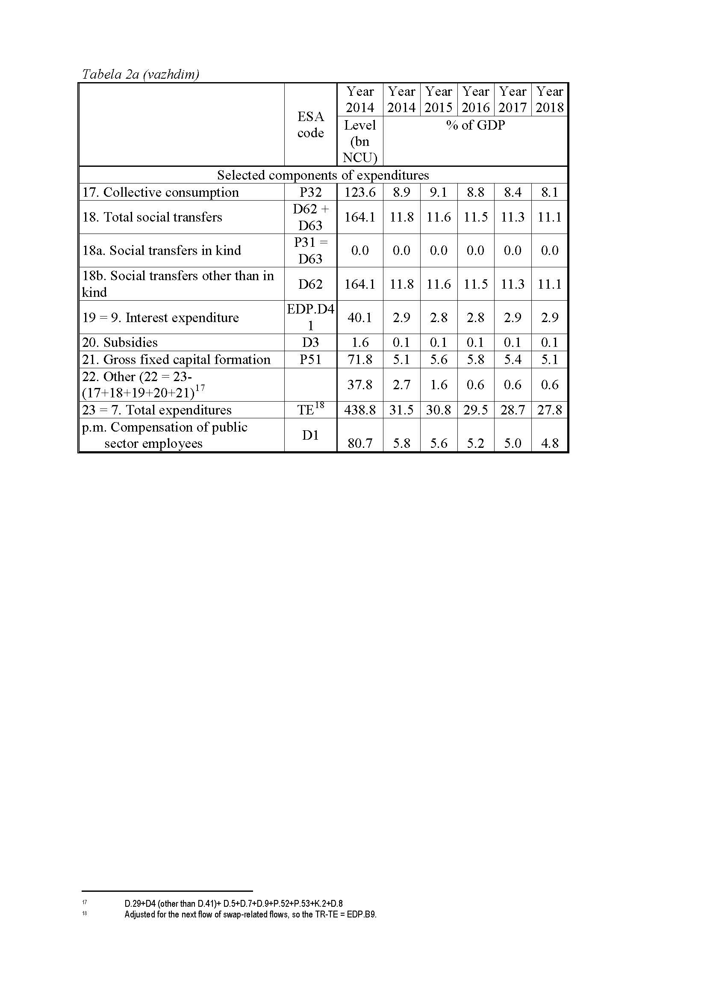 Tabela 2a (vazhdim)
ESA code | Year 2014 | Year 2014 | Year 2015 | Year 2016 | Year 2017 | Year 2018
Level (bn NCU) | % of GDP
Selected components of expenditures
17. Collective consumption | P32 | 123.6 | 8.9 | 9.1 | 8.8 | 8.4 | 8.1
18. Total social transfers | D62 + D63 | 164.1 | 11.8 | 11.6 | 11.5 | 11.3 | 11.1
18a. Social transfers in kind | P31 = D63 | 0.0 | 0.0 | 0.0 | 0.0 | 0.0 | 0.0
18b. Social transfers other than in kind | D62 | 164.1 | 11.8 | 11.6 | 11.5 | 11.3 | 11.1
19 = 9. Interest expenditure | EDP.D41 | 40.1 | 2.9 | 2.8 | 2.8 | 2.9 | 2.9
20. Subsidies | D3 | 1.6 | 0.1 | 0.1 | 0.1 | 0.1 | 0.1
21. Gross fixed capital formation | P51 | 71.8 | 5.1 | 5.6 | 5.8 | 5.4 | 5.1
22. Other (22 = 23-(17+18+19+20+21)17 | 37.8 | 2.7 | 1.6 | 0.6 | 0.6 | 0.6
23 = 7. Total expenditures | TE18 | 438.8 | 31.5 | 30.8 | 29.5 | 28.7 | 27.8
p.m. Compensation of public sector employees | D1 | 80.7 | 5.8 | 5.6 | 5.2 | 5.0 | 4.8
17 D.29+D4 (other than D.41)+ D.5+D.7+D.9+P.52+P.53+K.2+D.8
18 Adjusted for the next flow of swap-related flows, so the TR-TE = EDP.B9.